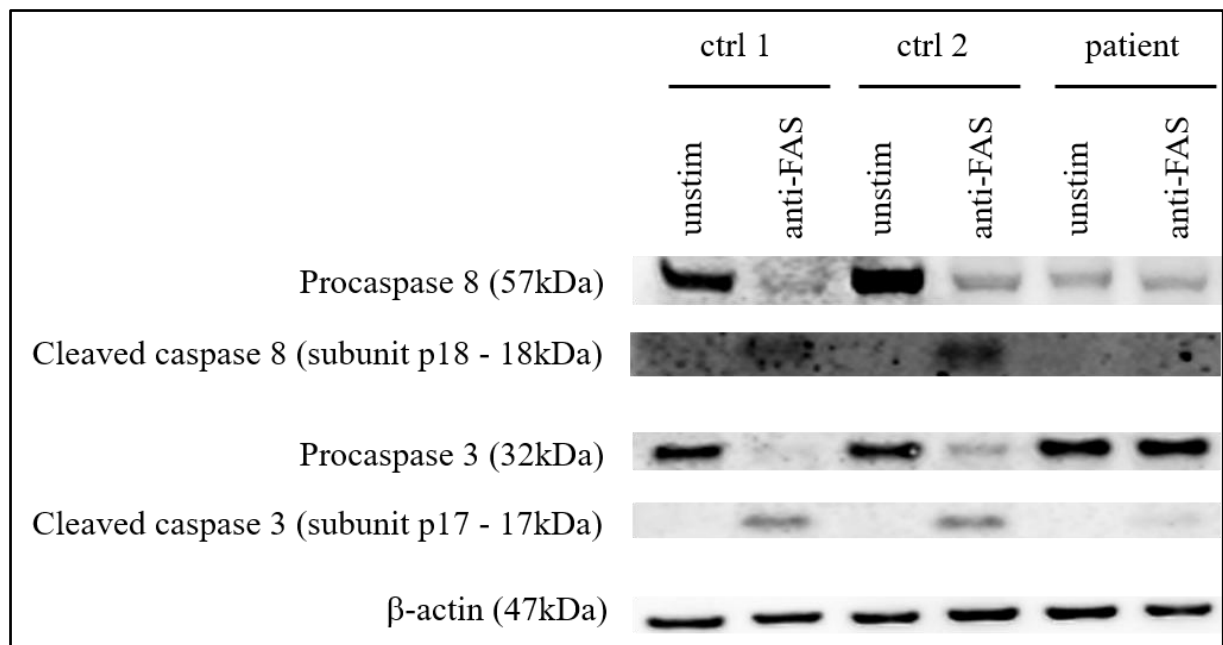 ctrl 1 ctrl 2 patient
unstim anti-FAS unstim anti-FAS unstim anti-FAS
Procaspase 8 (57kDa)
Cleaved caspase 8 (subunit p18 - 18kDa)
Procaspase 3 (32kDa)
Cleaved caspase 3 (subunit p17 - 17kDa)
β-actin (47kDa)